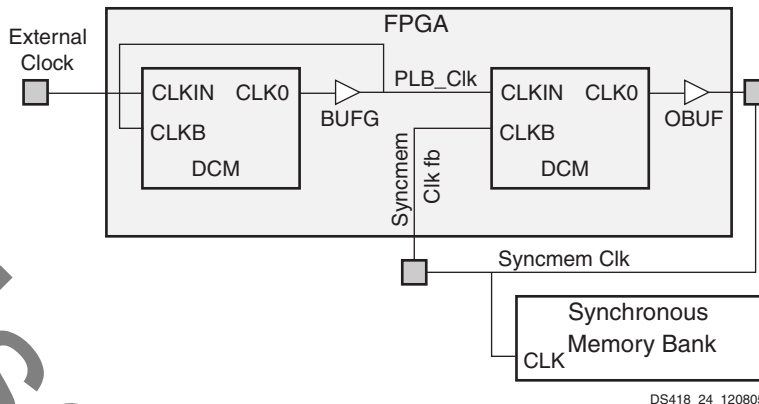 FPGA
External
Clock
CLKIN CLK0
CLKB
DCM
BUFG
PLB_Clk
CLKIN CLK0
CLKB
DCM
OBUF
Syncmem
Clk fb
Syncmem Clk
Synchronous
Memory Bank
CLK
DS418_24_120805